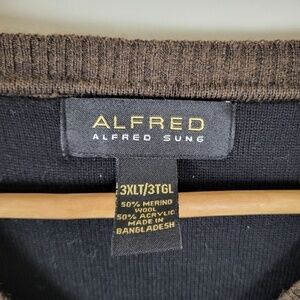 ALFRED
ALFRED SUNG
3XLT/3TGL
50% MERINO
WOOL
50% ACRYLIC
MADE IN
BANGLADESH